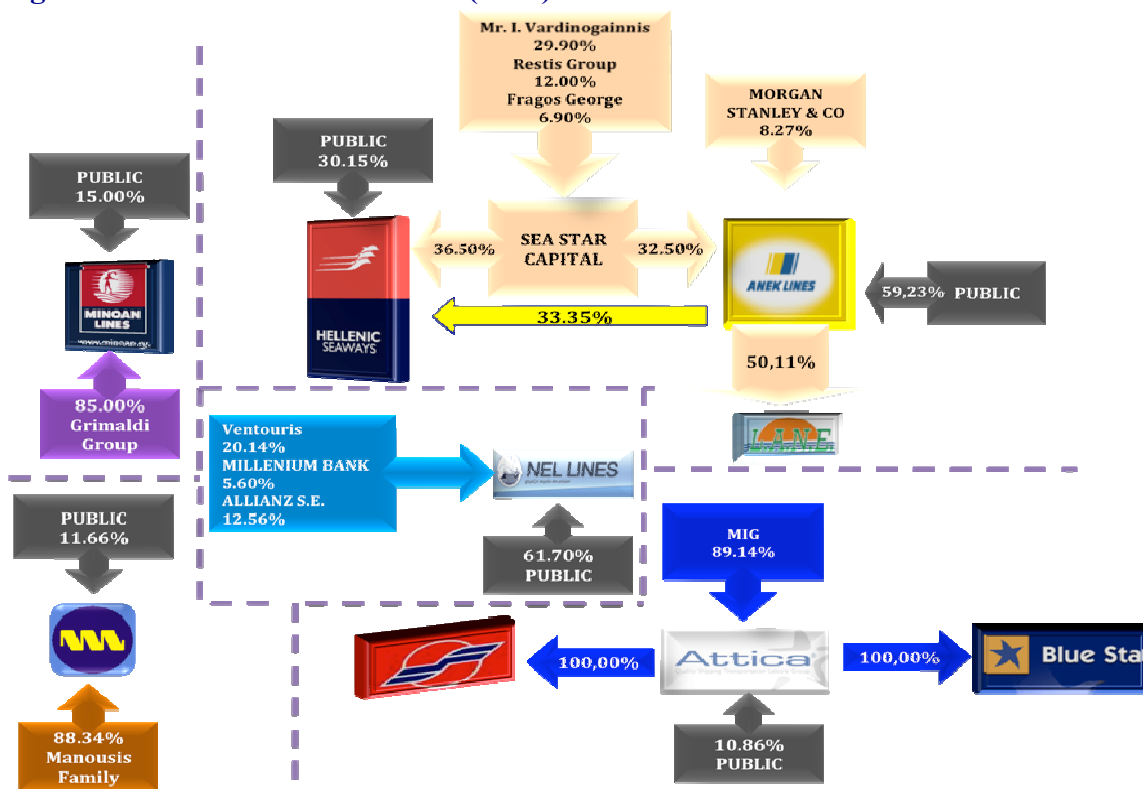 Mr. I. Vardinogainnis
29.90%
Restis Group
12.00%
Fragos George
6.90%
MORGAN
STANLEY & CO
8.27%
PUBLIC
30.15%
PUBLIC
15.00%
36.50%
SEA STAR
CAPITAL
32.50%
ANEK LINES
59,23% PUBLIC
MINOAN
LINES
33.35%
HELLENIC
SEAWAYS
50,11%
85.00%
Grimaldi
Group
L.A.N.E.
Ventouris
20.14%
MILLENIUM BANK
5.60%
ALLIANZ S.E.
12.56%
NEL LINES
PUBLIC
11.66%
61.70%
PUBLIC
MIG
89.14%
100,00%
Attica
100,00%
Blue Sta
88.34%
Manousis
Family
10.86%
PUBLIC